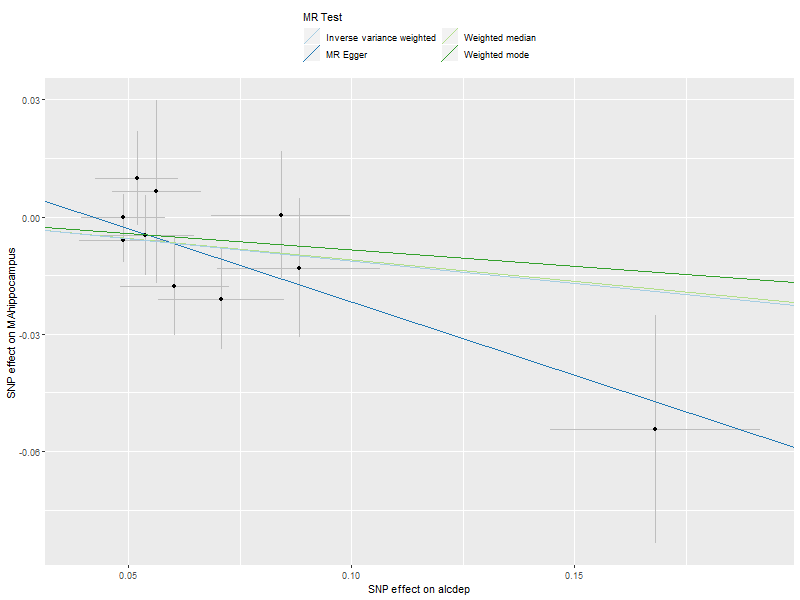 MR Test
Inverse variance weighted
Weighted median
MR Egger
Weighted mode
0.03
0.00
-0.03
-0.06
SNP effect on MAhippocampus
0.05
0.10
0.15
SNP effect on alcdep